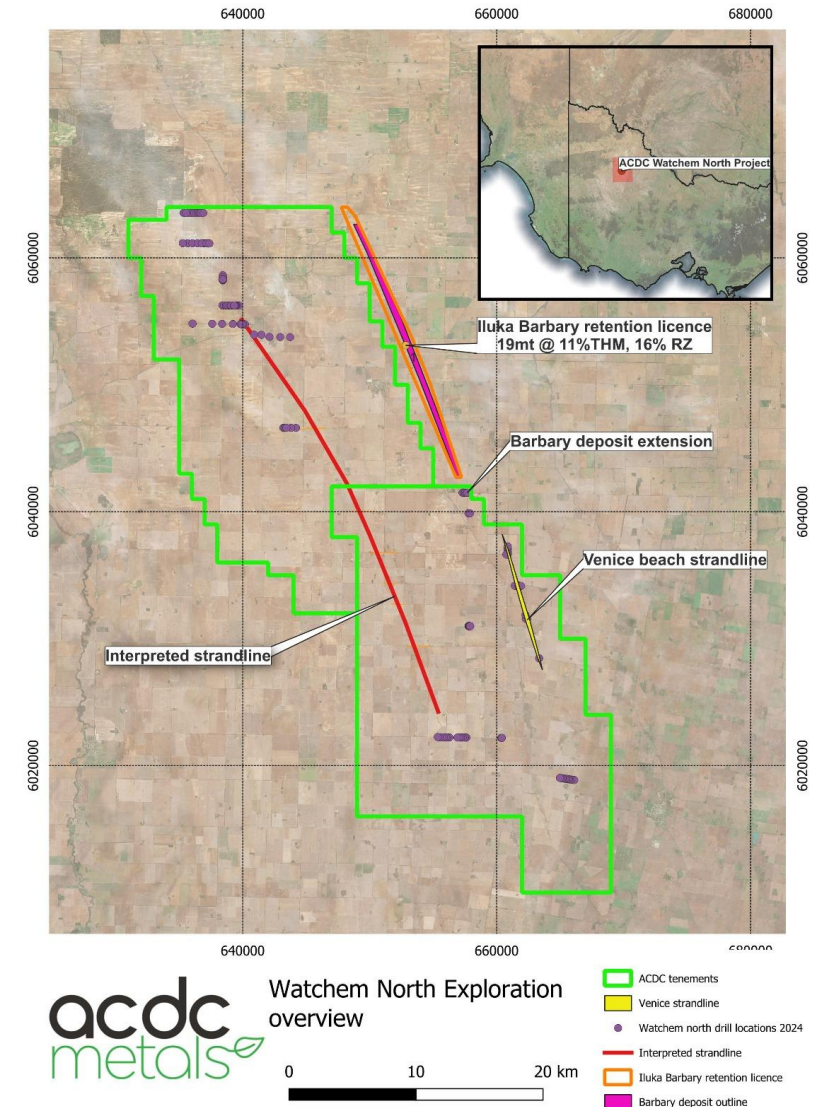 640000
660000
680000
ACDC Watchem North Project
6060000
6060000
Iluka Barbary retention licence
19mt @ 11%THM, 16% RZ
Barbary deposit extension
6040000
6040000
Venice beach strandline
Interpreted strandline
6020000
6020000
640000
660000
680000
acdc
metals
Watchem North Exploration
overview
0 10 20 km
ACDC tenements
Venice strandline
Watchem north drill locations 2024
Interpreted strandline
Iluka Barbary retention licence
Barbary deposit outline